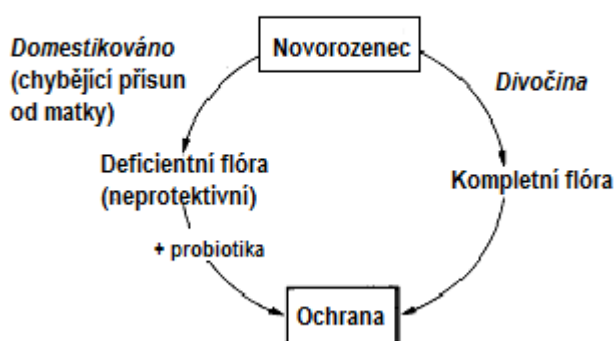 Novorozenec
Domestikováno
(chybějící přísun
od matky)
Divočina
Deficientní flóra
(neprotektivní)
Kompletní flóra
+ probiotika
Ochrana